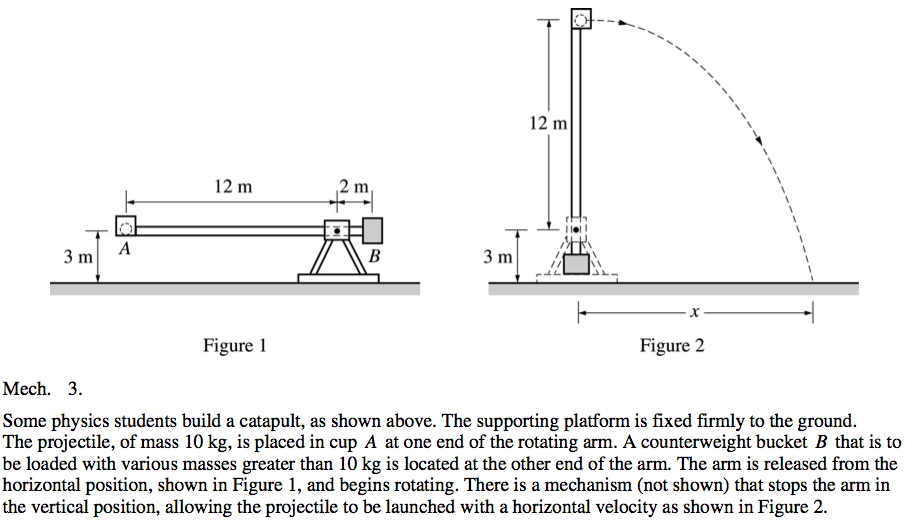 12 m
12 m
2 m
3 m
A
B
3 m
x
Figure 1
Figure 2
Mech. 3.
Some physics students build a catapult, as shown above. The supporting platform is fixed firmly to the ground.
The projectile, of mass 10 kg, is placed in cup A at one end of the rotating arm. A counterweight bucket B that is to
be loaded with various masses greater than 10 kg is located at the other end of the arm. The arm is released from the
horizontal position, shown in Figure 1, and begins rotating. There is a mechanism (not shown) that stops the arm in
the vertical position, allowing the projectile to be launched with a horizontal velocity as shown in Figure 2.